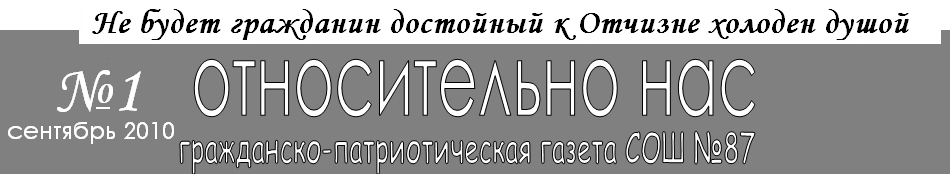 Не будет гражданин достойный к Отчизне холоден душой
№1
сентябрь 2010
относительно нас
гражданско-патриотическая газета СОШ №87